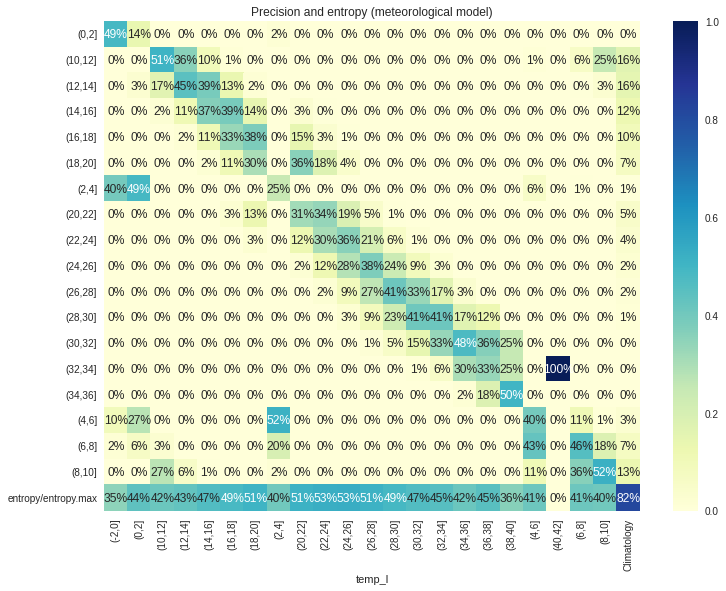 Precision and entropy (meteorological model)
(0,2] 49% 14% 0% 0% 0% 0% 0% 2% 0% 0% 0% 0% 0% 0% 0% 0% 0% 0% 0% 0% 0% 0% 0%
(10,12] 0% 0% 51% 36% 10% 1% 0% 0% 0% 0% 0% 0% 0% 0% 0% 0% 0% 0% 1% 0% 6% 25% 16%
(12,14] 0% 3% 17% 45% 39% 13% 2% 0% 0% 0% 0% 0% 0% 0% 0% 0% 0% 0% 0% 0% 0% 3% 16%
(14,16] 0% 0% 2% 11% 37% 39% 14% 0% 3% 0% 0% 0% 0% 0% 0% 0% 0% 0% 0% 0% 0% 0% 12%
(16,18] 0% 0% 0% 2% 11% 33% 38% 0% 15% 3% 1% 0% 0% 0% 0% 0% 0% 0% 0% 0% 0% 0% 10%
(18,20] 0% 0% 0% 0% 2% 11% 30% 0% 36% 18% 4% 0% 0% 0% 0% 0% 0% 0% 0% 0% 0% 0% 7%
(2,4] 40% 49% 0% 0% 0% 0% 0% 25% 0% 0% 0% 0% 0% 0% 0% 0% 0% 0% 6% 0% 1% 0% 1%
(20,22] 0% 0% 0% 0% 0% 3% 13% 0% 31% 34% 19% 5% 1% 0% 0% 0% 0% 0% 0% 0% 0% 0% 5%
(22,24] 0% 0% 0% 0% 0% 0% 3% 0% 12% 30% 36% 21% 6% 1% 0% 0% 0% 0% 0% 0% 0% 0% 4%
(24,26] 0% 0% 0% 0% 0% 0% 0% 0% 2% 12% 28% 38% 24% 9% 3% 0% 0% 0% 0% 0% 0% 0% 2%
(26,28] 0% 0% 0% 0% 0% 0% 0% 0% 0% 2% 9% 27% 41% 33% 17% 3% 0% 0% 0% 0% 0% 0% 2%
(28,30] 0% 0% 0% 0% 0% 0% 0% 0% 0% 0% 3% 9% 23% 41% 41% 17% 12% 0% 0% 0% 0% 0% 1%
(30,32] 0% 0% 0% 0% 0% 0% 0% 0% 0% 0% 0% 1% 5% 15% 33% 48% 36% 25% 0% 0% 0% 0% 0%
(32,34] 0% 0% 0% 0% 0% 0% 0% 0% 0% 0% 0% 0% 0% 1% 6% 30% 33% 25% 0% 100% 0% 0% 0%
(34,36] 0% 0% 0% 0% 0% 0% 0% 0% 0% 0% 0% 0% 0% 0% 0% 2% 18% 50% 0% 0% 0% 0% 0%
(4,6] 10% 27% 0% 0% 0% 0% 0% 52% 0% 0% 0% 0% 0% 0% 0% 0% 0% 0% 40% 0% 11% 1% 3%
(6,8] 2% 6% 3% 0% 0% 0% 0% 20% 0% 0% 0% 0% 0% 0% 0% 0% 0% 0% 43% 0% 46% 18% 7%
(8,10] 0% 0% 27% 6% 1% 0% 0% 2% 0% 0% 0% 0% 0% 0% 0% 0% 0% 0% 11% 0% 36% 52% 13%
entropy/entropy.max 35% 44% 42% 43% 47% 49% 51% 40% 51% 53% 53% 51% 49% 47% 45% 42% 45% 36% 41% 0% 41% 40% 82%
(-2,0] (0,2] (10,12] (12,14] (14,16] (16,18] (18,20] (2,4] (20,22] (22,24] (24,26] (26,28] (28,30] (30,32] (32,34] (34,36] (36,38] (38,40] (4,6] (40,42] (6,8] (8,10] Climatology
temp_l
1.0
0.8
0.6
0.4
0.2
0.0